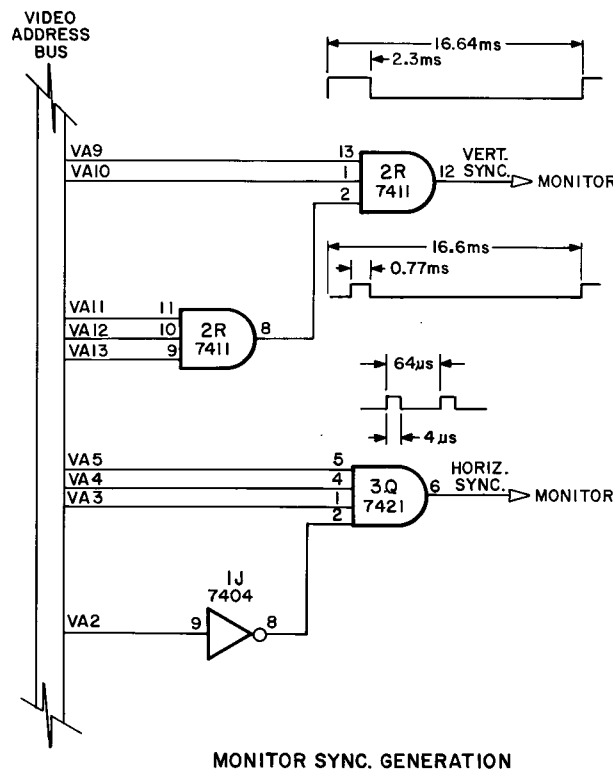 VIDEO
ADDRESS
BUS
16.64ms
2.3ms
VA9
VA10
13
1
2
2R
7411
12
VERT.
SYNC.
MONITOR
16.6ms
0.77ms
VA11
VA12
VA13
11
10
9
2R
7411
8
64µs
4µs
VA5
VA4
VA3
5
4
1
2
3Q
7421
6
HORIZ.
SYNC.
MONITOR
1J
7404
VA2
9
8
MONITOR SYNC. GENERATION